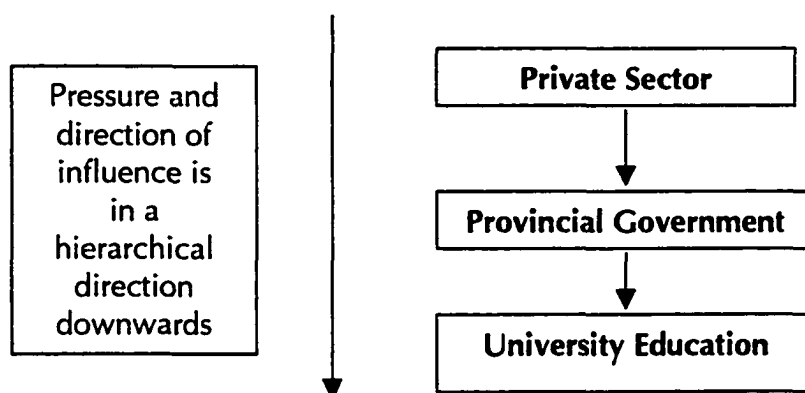 Pressure and
direction of
influence is
in a
hierarchical
direction
downwards
Private Sector
Provincial Government
University Education